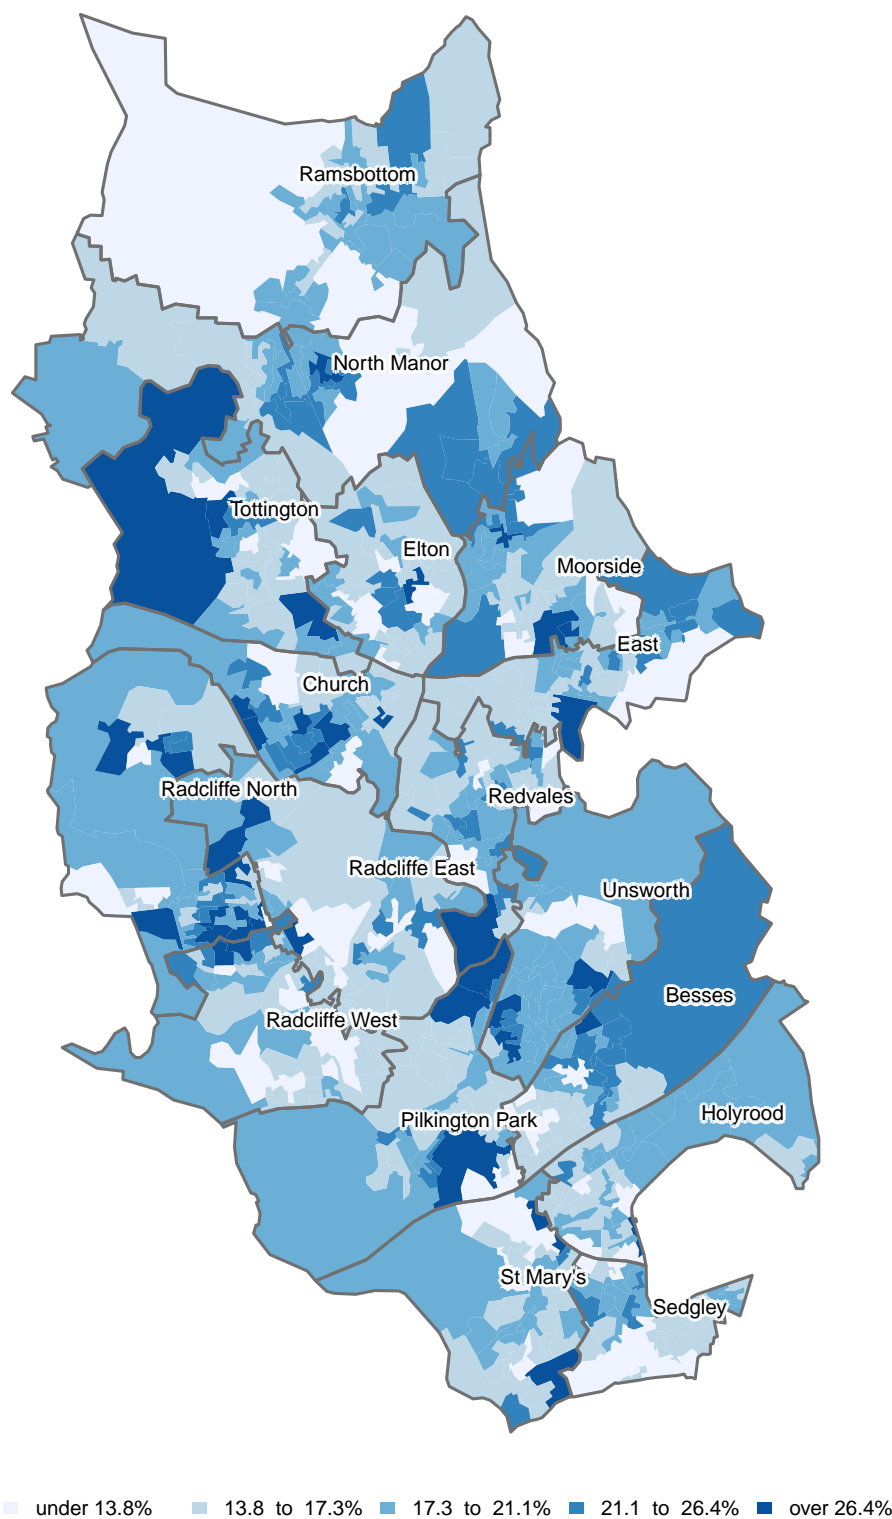 Ramsbottom
North Manor
Tottington
Elton
Moorside
East
Church
Radcliffe North
Redvales
Radcliffe East
Unsworth
Besses
Radcliffe West
Pilkington Park
Holyrood
St Mary's
Sedgley
under 13.8% 13.8 to 17.3% 17.3 to 21.1% 21.1 to 26.4% over 26.4%